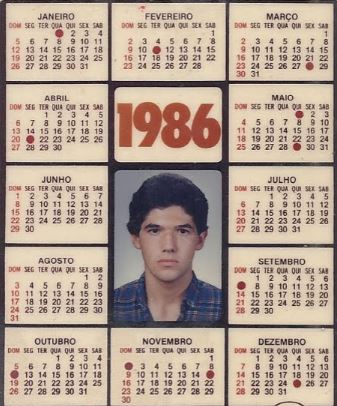 JANEIRO
DOM SEG TER QUA QUI SEX SAB
2 3 4
5 6 7 8 9 10 11
12 13 14 15 16 17 18
19 20 21 22 23 24 25
26 27 28 29 30 31
FEVEREIRO
DOM SEG TER QUA QUI SEX SAB
1
2 3 4 5 6 7 8
9 10 12 13 14 15
16 17 18 19 20 21 22
23 24 25 26 27 28
MARÇO
DOM SEG TER QUA QUI SEX SAB
1
2 3 4 5 6 7 8
9 10 11 12 13 14 15
16 17 18 19 20 21 22
23 24 25 26 27 29
30 31
ABRIL
DOM SEG TER QUA QUI SEX SAB
1 2 3 4 5
6 7 8 9 10 11 12
13 14 15 16 17 18 19
20 22 23 24 25 26
27 28 29 30
1986
MAIO
DOM SEG TER QUA QUI SEX SAB
2 3
4 5 6 7 8 9 10
11 12 13 14 15 16 17
18 19 20 21 22 23 24
25 26 27 28 30 31
JUNHO
DOM SEG TER QUA QUI SEX SAB
1 2 3 4 5 6 7
8 9 10 11 12 13 14
15 16 17 18 19 20 21
22 23 24 25 26 27 28
29 30
JULHO
DOM SEG TER QUA QUI SEX SAB
1 2 3 4 5
6 7 8 9 10 11 12
13 14 15 16 17 18 19
20 21 22 23 24 25 26
27 28 29 30 31
AGOSTO
DOM SEG TER QUA QUI SEX SAB
1 2
3 4 5 6 7 8 9
10 11 12 13 14 15 16
17 18 19 20 21 22 23
24 25 26 27 28 29 30
31
SETEMBRO
DOM SEG TER QUA QUI SEX SAB
1 2 3 4 5 6
8 9 10 11 12 13
14 15 16 17 18 19 20
21 22 23 24 25 26 27
28 29 30
OUTUBRO
DOM SEG TER QUA QUI SEX SAB
1 2 3 4
5 6 7 8 9 10 11
13 14 15 16 17 18
19 20 21 22 23 24 25
26 27 28 29 30 31
NOVEMBRO
DOM SEG TER QUA QUI SEX SAB
1
3 4 5 6 7 8
9 10 11 12 13 14
16 17 18 19 20 21 22
23 24 25 26 27 28 29
30
DEZEMBRO
DOM SEG TER QUA QUI SEX SAB
1 2 3 4 5 6
7 8 9 10 11 12 13
14 15 16 17 18 19 20
21 22 23 24 26 27
28 29 30 31